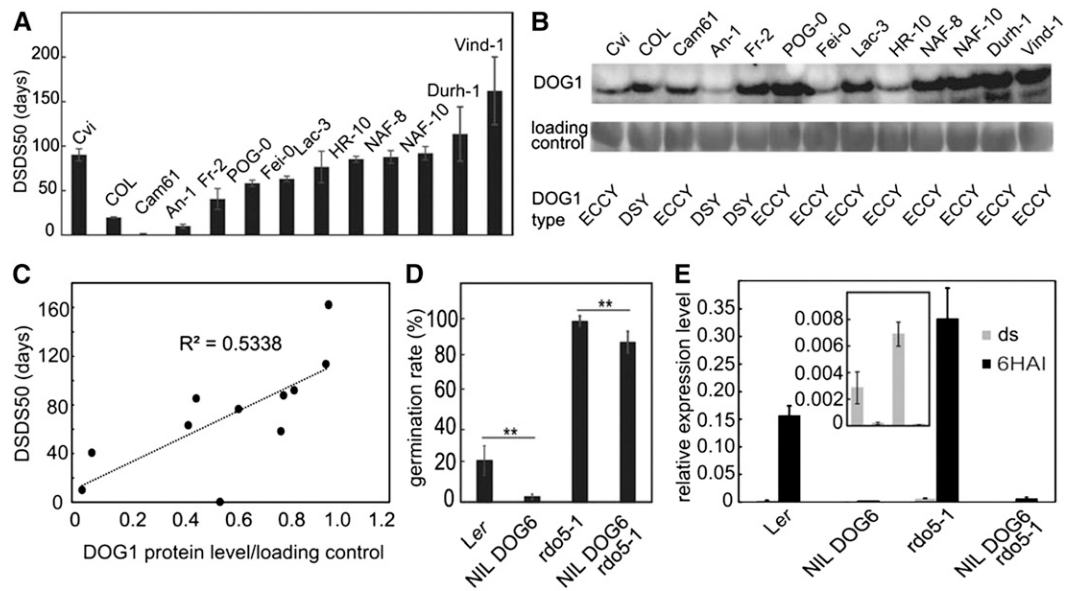 A
DSDS50 (days)
200
150
100
50
0
Cvi
COL
Cam61
An-1
Fr-2
POG-0
Fei-0
Lac-3
HR-10
NAF-8
NAF-10
Durh-1
Vind-1
B
Cvi
COL
Cam61
An-1
Fr-2
POG-0
Fei-0
Lac-3
HR-10
NAF-8
NAF-10
Durh-1
Vind-1
DOG1
loading
control
DOG1
type
ECCY
DSY
ECCY
DSY
DSY
ECCY
ECCY
ECCY
ECCY
ECCY
ECCY
ECCY
ECCY
C
DSDS50 (days)
160
120
80
40
0
R² = 0.5338
0 0.2 0.4 0.6 0.8 1.0 1.2
DOG1 protein level/loading control
D
germination rate (%)
100
80
60
40
20
0
**
**
Ler
NIL DOG6
rdo5-1
NIL DOG6
rdo5-1
E
relative expression level
0.35
0.30
0.25
0.20
0.15
0.10
0.05
0
0.008
0.006
0.004
0.002
0
ds
6HAI
Ler
NIL DOG6
rdo5-1
NIL DOG6
rdo5-1